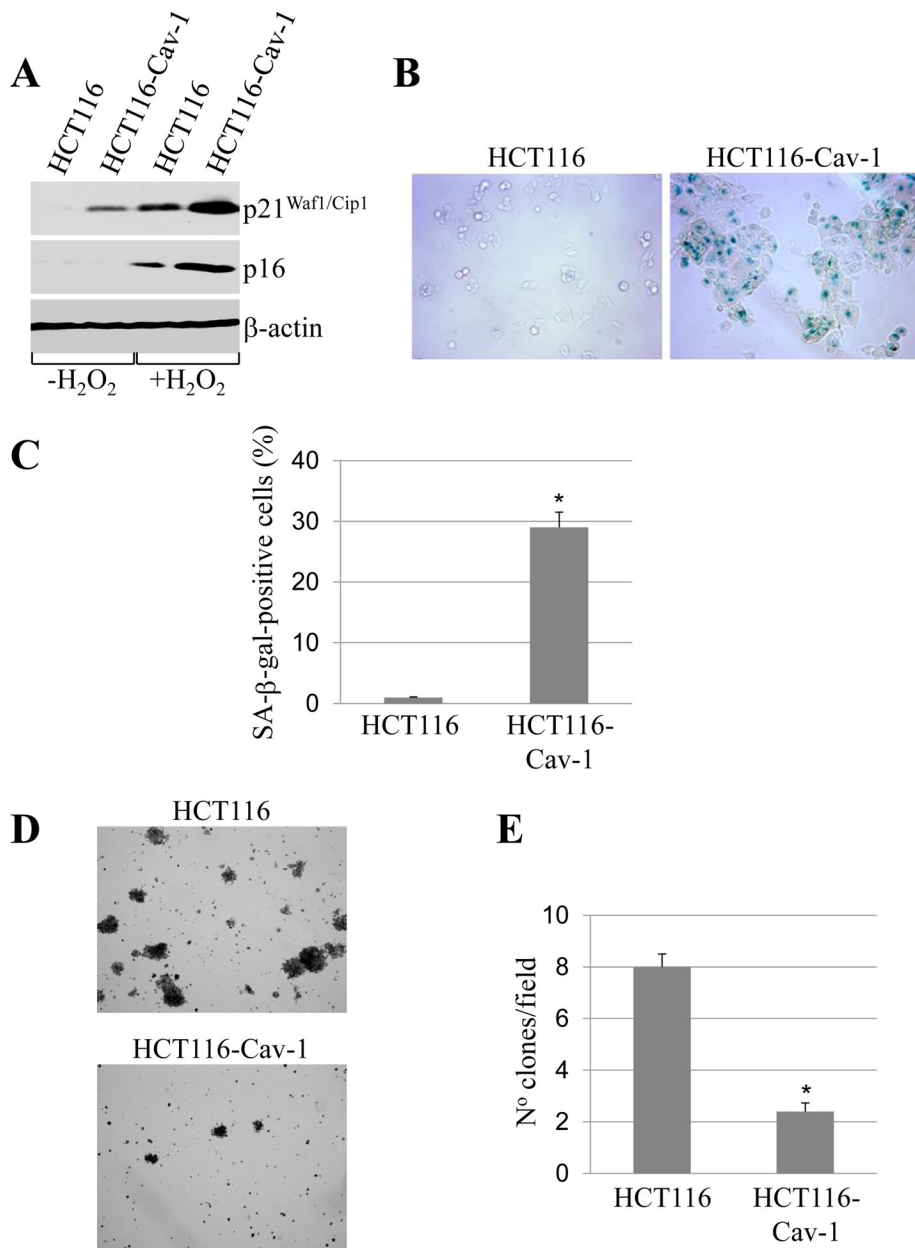 A
HCT116
HCT116-Cav-1
HCT116
HCT116-Cav-1
p21Waf1/Cip1
p16
β-actin
-H2O2
+H2O2
B
HCT116
HCT116-Cav-1
C
SA-β-gal-positive cells (%)
40
30
20
10
0
*
HCT116
HCT116-
Cav-1
D
HCT116
HCT116-Cav-1
E
Nº clones/field
10
8
6
4
2
0
*
HCT116
HCT116-
Cav-1